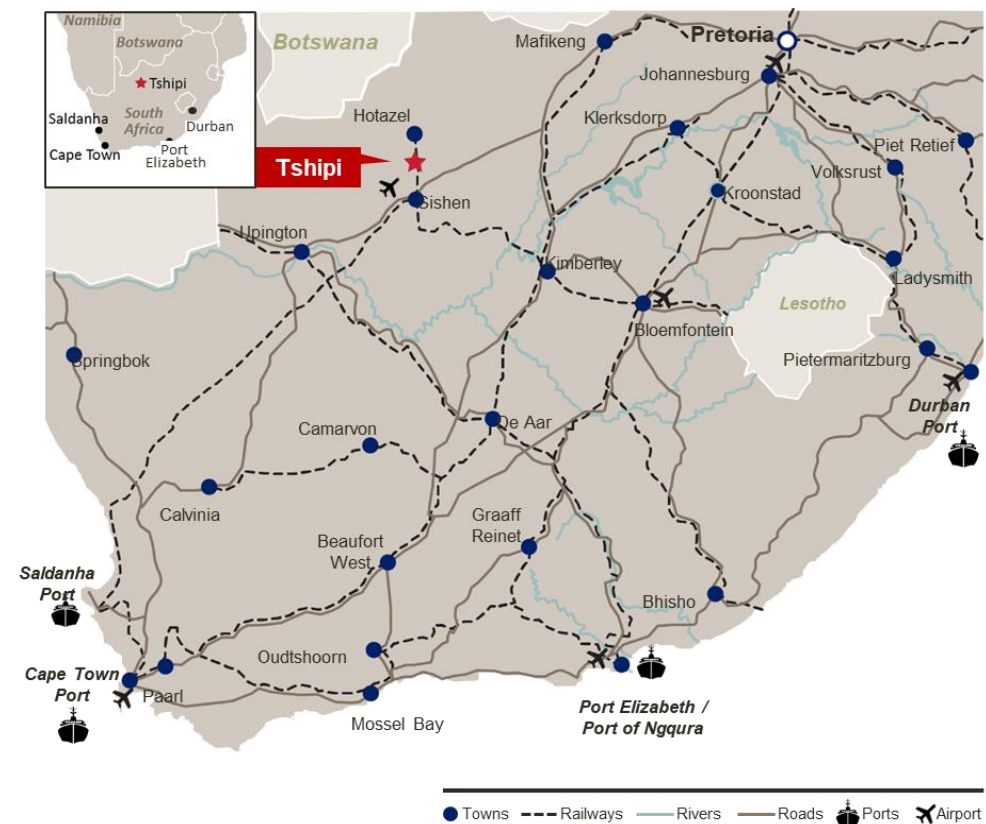 Namibia
Botswana
Tshipi
South
Africa
Saldanha
Durban
Cape Town
Port
Elizabeth
Botswana
Mafikeng
Pretoria
Johannesburg
Hotazel
Klerksdorp
Piet Retief
Volksrust
Tshipi
Kroonstad
Sishen
Upington
Kimberley
Ladysmith
Lesotho
Bloemfontein
Springbok
Pietermaritzburg
Durban
Port
De Aar
Camarvon
Calvinia
Graaff
Reinet
Beaufort
West
Saldanha
Port
Bhisho
Oudtshoorn
Cape Town
Port
Paarl
Mossel Bay
Port Elizabeth /
Port of Ngqura
Towns Railways Rivers Roads Ports Airport